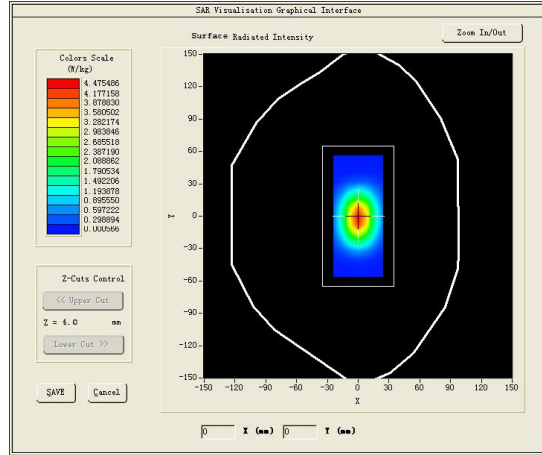 SAR Visualisation Graphical Interface
Surface Radiated Intensity
Zoom In/Out
Colors Scale
(W/kg)
4.475486
4.177158
3.878830
3.580502
3.282174
2.983846
2.685518
2.387190
2.088862
1.790534
1.492206
1.193878
0.895550
0.597222
0.298894
0.000566
150
120
90
60
30
0
-30
-60
-90
-120
-150
Y
-150 -120 -90 -60 -30 0 30 60 90 120 150
X
Z-Cuts Control
<< Upper Cut
Z = 4.0 mm
Lower Cut >>
SAVE Cancel
0 X (mm) 0 Y (mm)